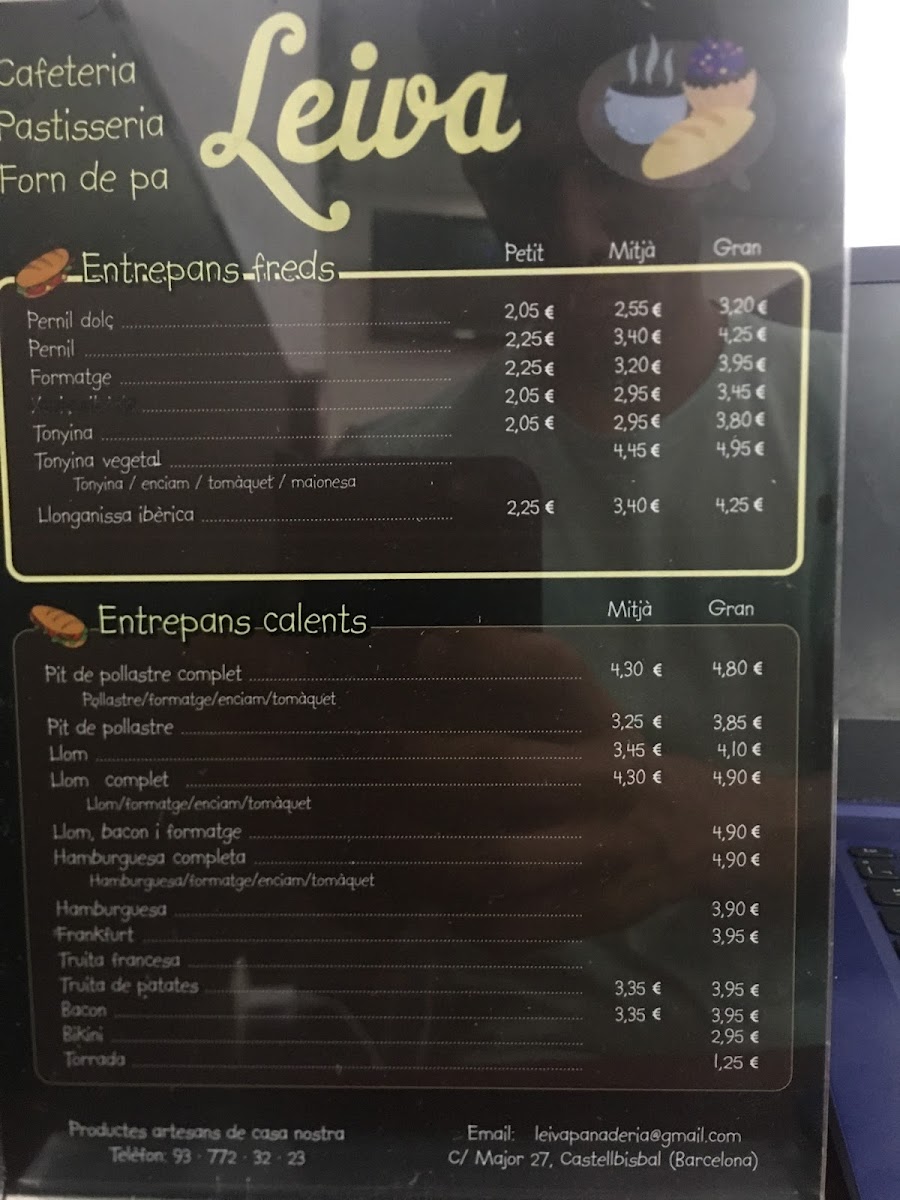 Cafeteria
Pastisseria
Forn de pa
Leiva
Entrepans freds Petit Mitjà Gran
Pernil dolç 2,05 € 2,55 € 3,20 €
Pernil 2,25 € 3,40 € 4,25 €
Formatge 2,25 € 3,20 € 3,95 €
2,05 € 2,95 € 3,45 €
Tonyina 2,05 € 2,95 € 3,80 €
Tonyina vegetal 4,45 € 4,95 €
Tonyina / enciam / tomàquet / maionesa
Llonganissa ibèrica 2,25 € 3,40 € 4,25 €
Entrepans calents Mitjà Gran
Pit de pollastre complet 4,30 € 4,80 €
Pollastre/formatge/enciam/tomàquet
Pit de pollastre 3,25 € 3,85 €
Llom 3,45 € 4,10 €
Llom complet 4,30 € 4,90 €
Llom/formatge/enciam/tomàquet
Llom, bacon i formatge 4,90 €
Hamburguesa completa 4,90 €
Hamburguesa/formatge/enciam/tomàquet
Hamburguesa 3,90 €
Frankfurt 3,95 €
Truita francesa
Truita de patates 3,35 € 3,95 €
Bacon 3,35 € 3,95 €
Bikini 2,95 €
Torrada 1,25 €
Productes artesans de casa nostra
Telèfon: 93 · 772 · 32 · 23
Email: leivapanaderia@gmail.com
C/ Major 27, Castellbisbal (Barcelona)